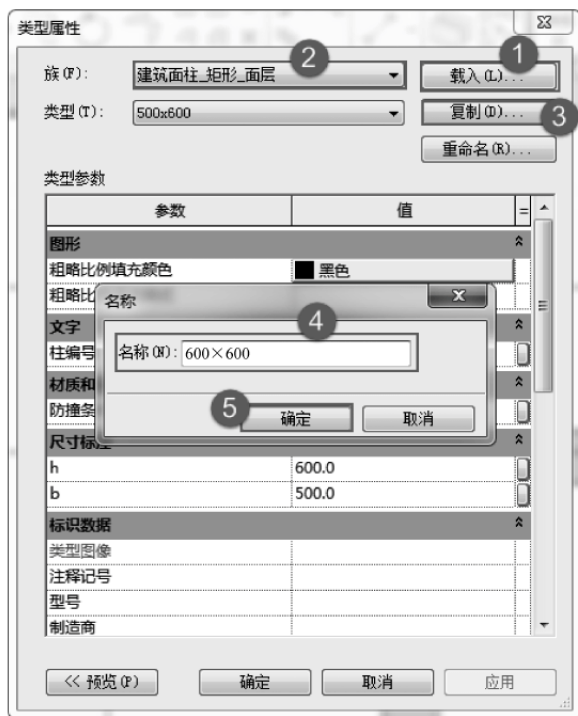 类型属性
1
2
族(F): 建筑面柱_矩形_面层 载入(L)...
3
类型(T): 500x600 复制(D)...
重命名(R)...
类型参数
参数 值 =
图形
粗略比例填充颜色 黑色
粗略比
名称
4
文字
柱编号
名称(N): 600×600
材质和
5
防撞条
确定 取消
尺寸标注
h 600.0
b 500.0
标识数据
类型图像
注释记号
型号
制造商
<< 预览(P) 确定 取消 应用